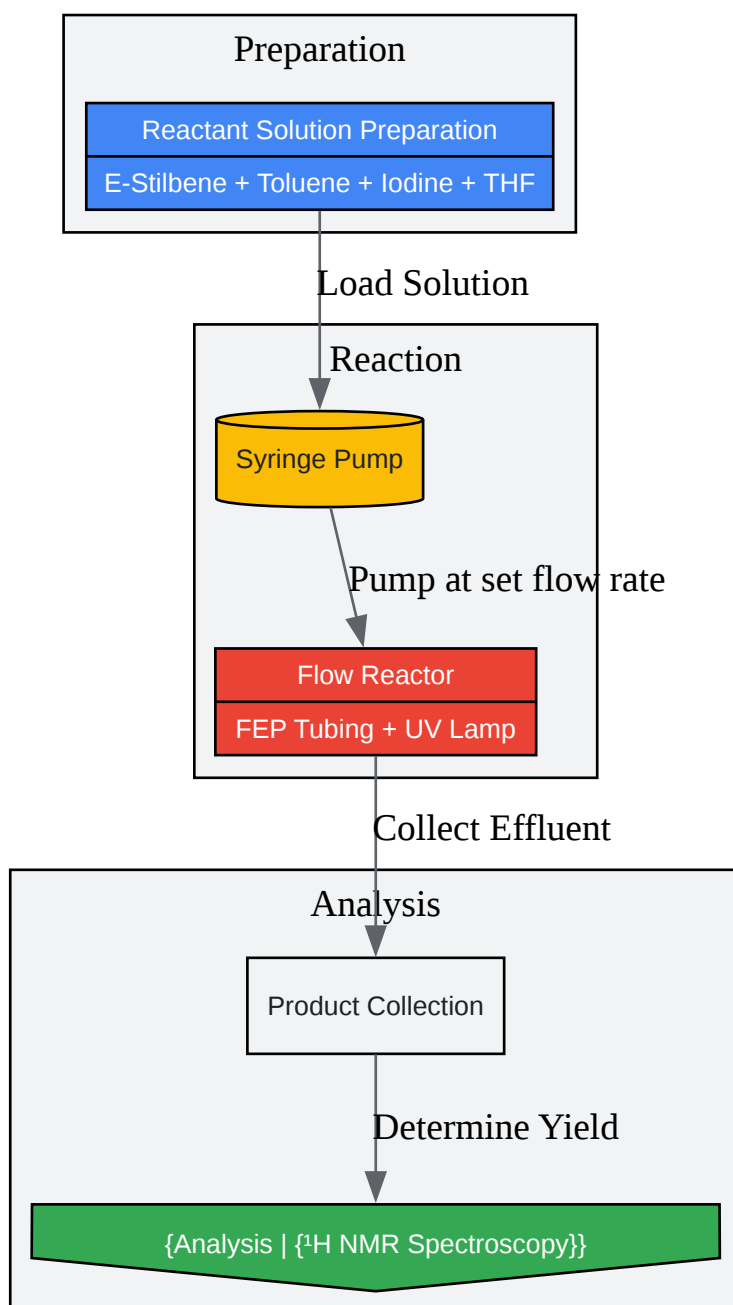 Preparation
Reactant Solution Preparation
E-Stilbene + Toluene + Iodine + THF
Load Solution
Reaction
Syringe Pump
Pump at set flow rate
Flow Reactor
FEP Tubing + UV Lamp
Collect Effluent
Analysis
Product Collection
Determine Yield
{Analysis | {¹H NMR Spectroscopy}}